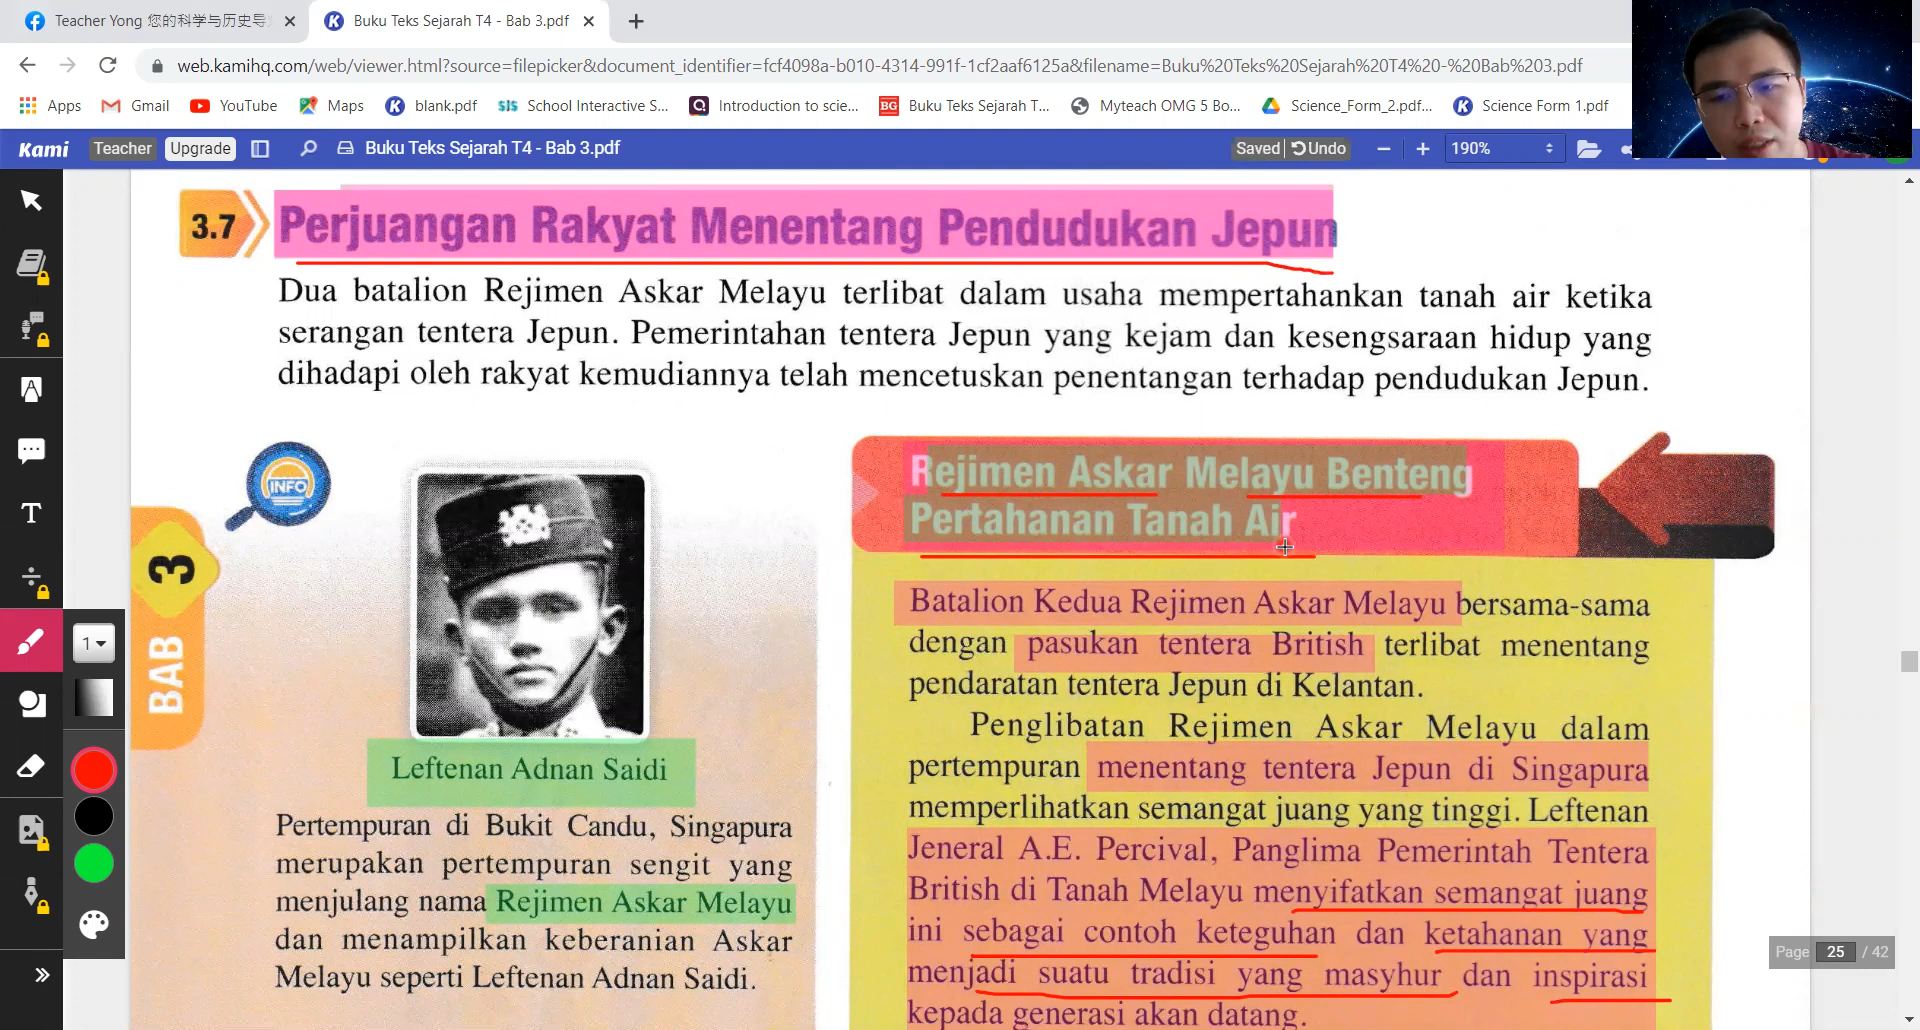 Teacher Yong 您的科学与历史导
Buku Teks Sejarah T4 - Bab 3.pdf
web.kamihq.com/web/viewer.html?source=filepicker&document_identifier=fcf4098a-b010-4314-991f-1cf2aaf6125a&filename=Buku%20Teks%20Sejarah%20T4%20-%20Bab%203.pdf
Apps
Gmail
YouTube
Maps
blank.pdf
SIS
School Interactive S...
Introduction to scie...
BG
Buku Teks Sejarah T...
Myteach OMG 5 Bo...
Science_Form_2.pdf...
Science Form 1.pdf
Kami
Teacher
Upgrade
Buku Teks Sejarah T4 - Bab 3.pdf
Saved
Undo
190%
3.7
Perjuangan Rakyat Menentang Pendudukan Jepun
Dua batalion Rejimen Askar Melayu terlibat dalam usaha mempertahankan tanah air ketika
serangan tentera Jepun. Pemerintahan tentera Jepun yang kejam dan kesengsaraan hidup yang
dihadapi oleh rakyat kemudiannya telah mencetuskan penentangan terhadap pendudukan Jepun.
INFO
BAB 3
1
Leftenan Adnan Saidi
Pertempuran di Bukit Candu, Singapura
merupakan pertempuran sengit yang
menjulang nama Rejimen Askar Melayu
dan menampilkan keberanian Askar
Melayu seperti Leftenan Adnan Saidi.
Rejimen Askar Melayu Benteng
Pertahanan Tanah Air
Batalion Kedua Rejimen Askar Melayu bersama-sama
dengan pasukan tentera British terlibat menentang
pendaratan tentera Jepun di Kelantan.
Penglibatan Rejimen Askar Melayu dalam
pertempuran menentang tentera Jepun di Singapura
memperlihatkan semangat juang yang tinggi. Leftenan
Jeneral A.E. Percival, Panglima Pemerintah Tentera
British di Tanah Melayu menyifatkan semangat juang
ini sebagai contoh keteguhan dan ketahanan yang
menjadi suatu tradisi yang masyhur dan inspirasi
kepada generasi akan datang.
Page 25 / 42